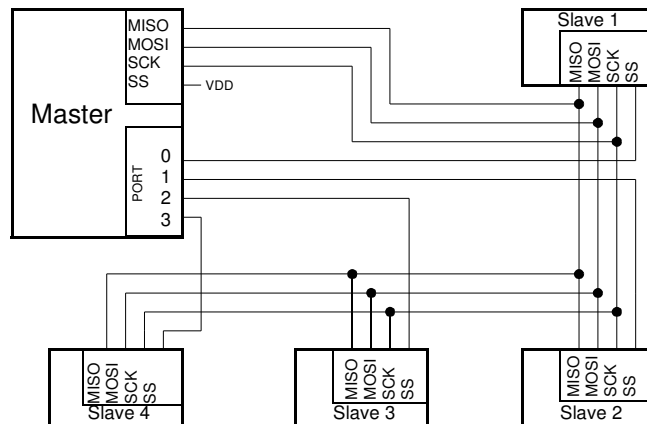 MISO
MOSI
SCK
SS
VDD
Master
PORT
0
1
2
3
Slave 1
MISO
MOSI
SCK
SS
MISO
MOSI
SCK
SS
Slave 4
MISO
MOSI
SCK
SS
Slave 3
MISO
MOSI
SCK
SS
Slave 2